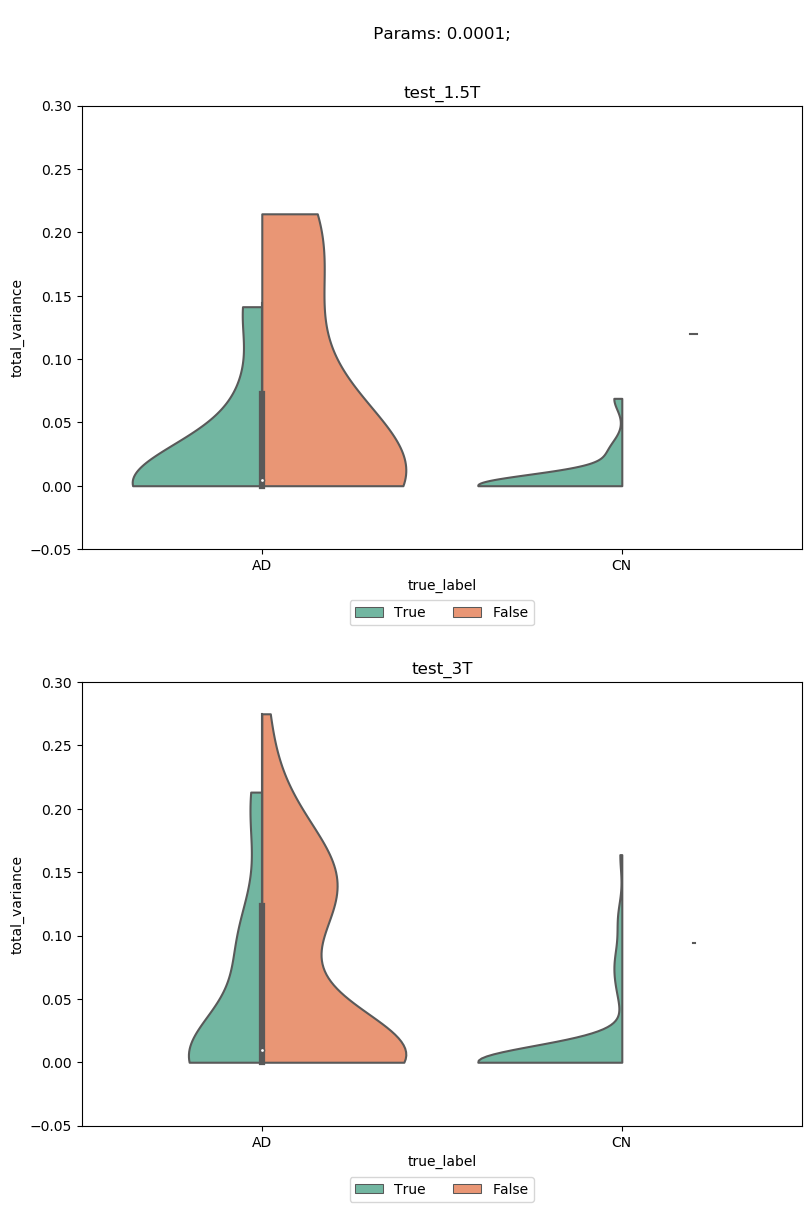 Params: 0.0001;
test_1.5T
0.30
0.25
0.20
0.15
0.10
0.05
0.00
−0.05
total_variance
AD CN
true_label
True False
test_3T
0.30
0.25
0.20
0.15
0.10
0.05
0.00
−0.05
total_variance
AD CN
true_label
True False